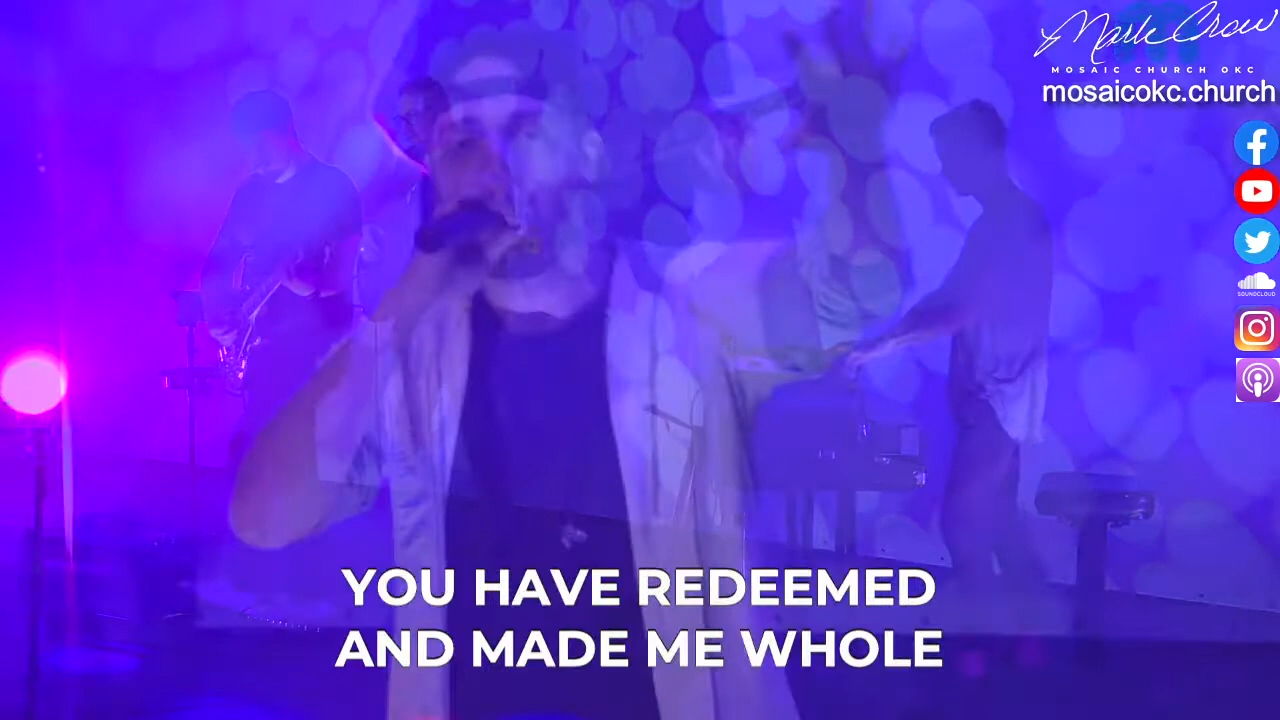 Mark Crow
MOSAIC CHURCH OKC
mosaicokc.church
SOUNDCLOUD
YOU HAVE REDEEMED
AND MADE ME WHOLE